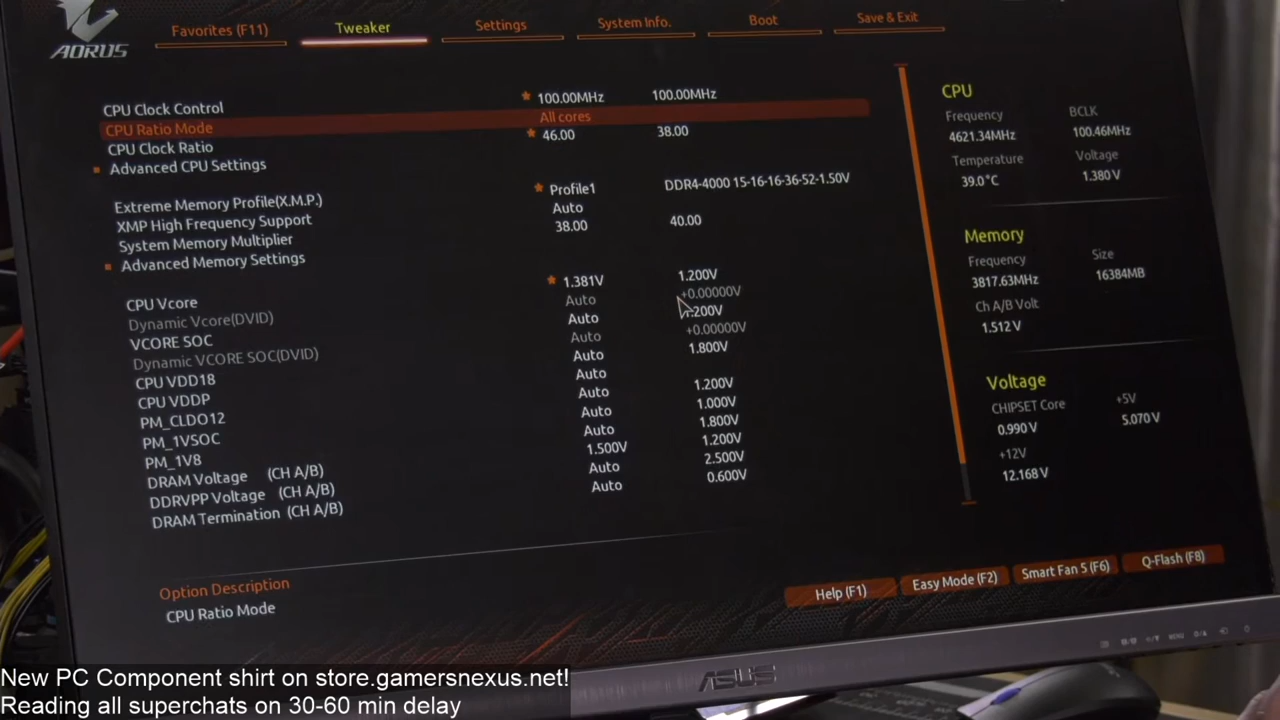 AORUS
Favorites (F11) Tweaker Settings System Info. Boot Save & Exit
CPU Clock Control 100.00MHz 100.00MHz
CPU Ratio Mode All cores
CPU Clock Ratio 46.00 38.00
Advanced CPU Settings
Extreme Memory Profile(X.M.P.) Profile1 DDR4-4000 15-16-16-36-52-1.50V
XMP High Frequency Support Auto
System Memory Multiplier 38.00 40.00
Advanced Memory Settings
CPU Vcore 1.381V 1.200V
Dynamic Vcore(DVID) Auto +0.00000V
VCORE SOC Auto 1.200V
Dynamic VCORE SOC(DVID) Auto +0.00000V
CPU VDD18 Auto 1.800V
CPU VDDP Auto
PM_CLDO12 Auto 1.200V
PM_1VSOC Auto 1.000V
PM_1V8 Auto 1.800V
DRAM Voltage (CH A/B) 1.500V 1.200V
DDRVPP Voltage (CH A/B) Auto 2.500V
DRAM Termination (CH A/B) Auto 0.600V
CPU
Frequency BCLK
4621.34MHz 100.46MHz
Temperature Voltage
39.0°C 1.380 V
Memory
Frequency Size
3817.63MHz 16384MB
Ch A/B Volt
1.512 V
Voltage
CHIPSET Core +5V
0.990 V 5.070 V
+12V
12.168 V
Option Description
CPU Ratio Mode
Help (F1) Easy Mode (F2) Smart Fan 5 (F6) Q-Flash (F8)
ASUS
New PC Component shirt on store.gamersnexus.net!
Reading all superchats on 30-60 min delay